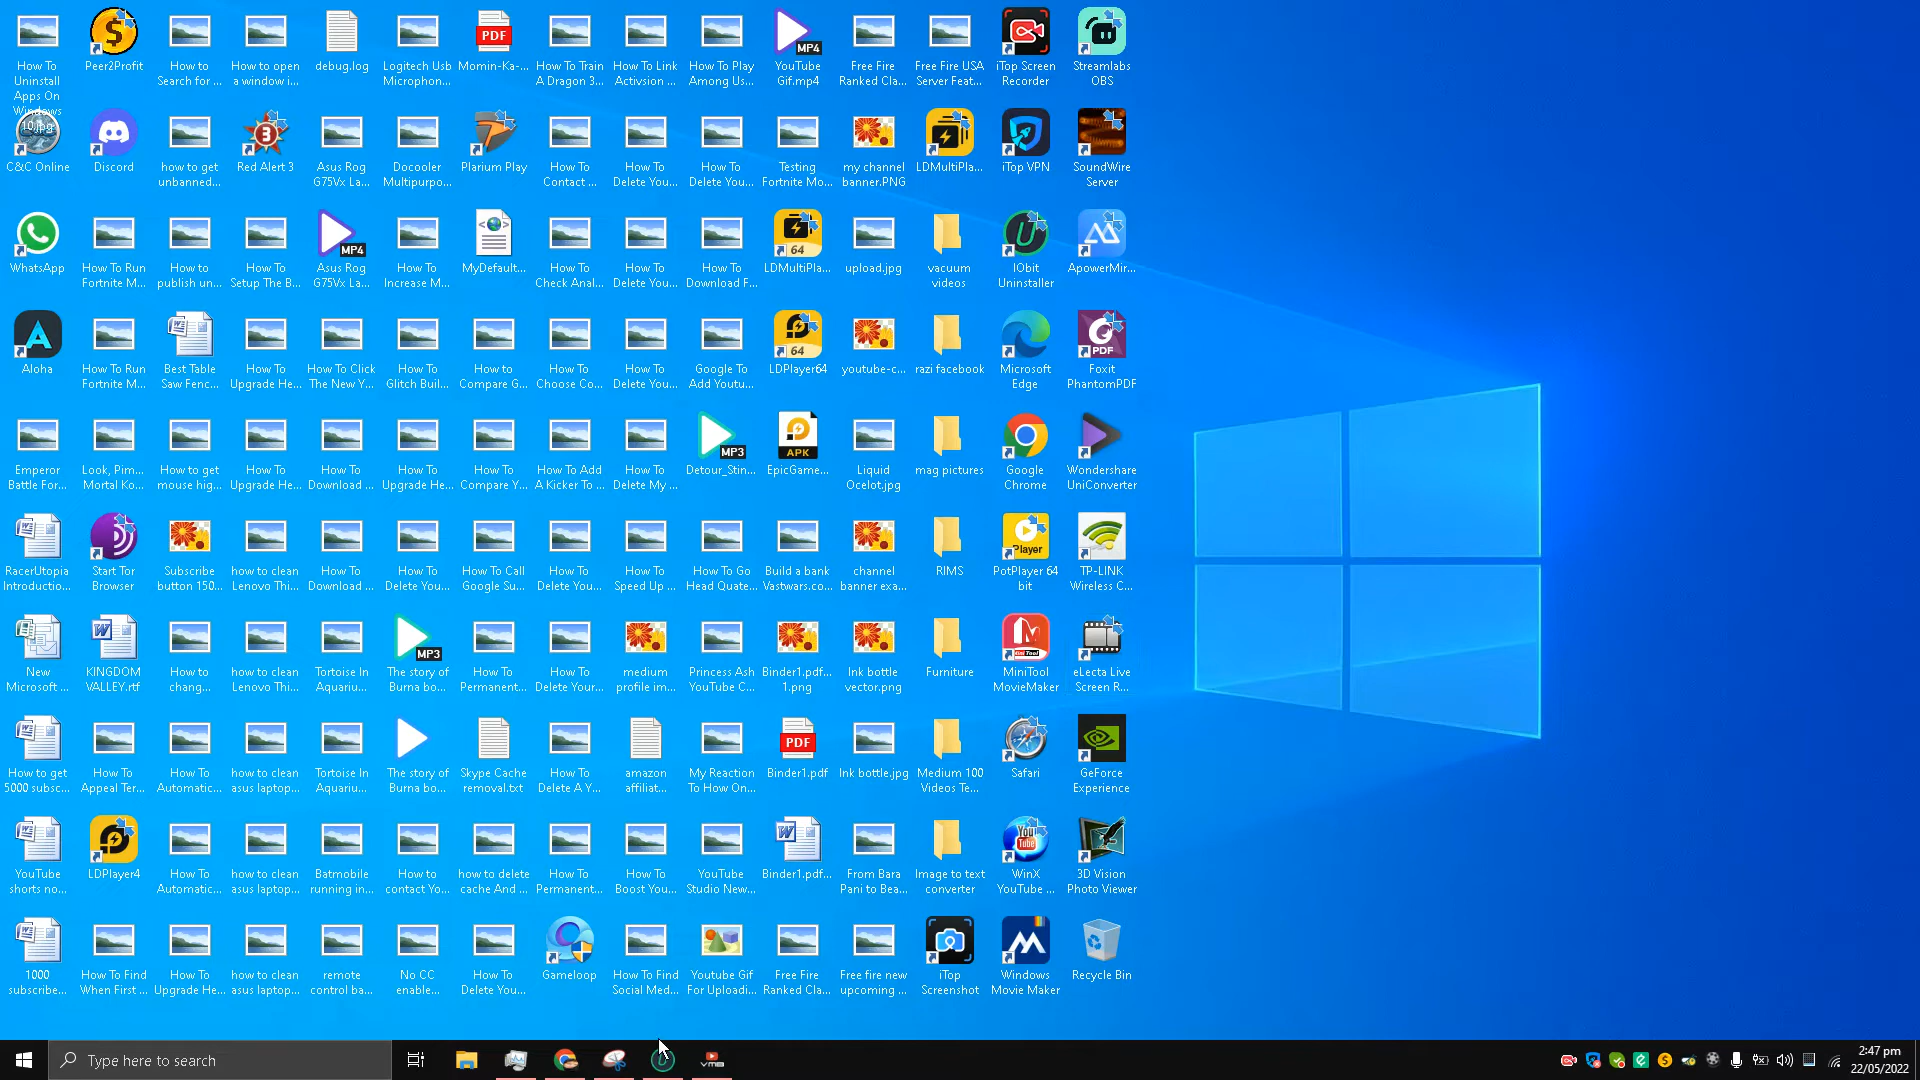 How To
Uninstall
Apps On
Windows
10.jpg
Peer2Profit
How to
Search for ...
How to open
a window i...
debug.log
Logitech Usb
Microphon...
PDF
Momin-Ka-...
How To Train
A Dragon 3...
How To Link
Activsion ...
How To Play
Among Us...
MP4
YouTube
Gif.mp4
Free Fire
Ranked Cla...
Free Fire USA
Server Feat...
iTop Screen
Recorder
Streamlabs
OBS
C&C Online
Discord
how to get
unbanned...
3
Red Alert 3
Asus Rog
G75Vx La...
Docooler
Multipurpo...
Plarium Play
How To
Contact ...
How To
Delete You...
How To
Delete You...
Testing
Fortnite Mo...
my channel
banner.PNG
LDMultiPla...
iTop VPN
SoundWire
Server
WhatsApp
How To Run
Fortnite M...
How to
publish un...
How To
Setup The B...
MP4
Asus Rog
G75Vx La...
How To
Increase M...
MyDefault...
How To
Check Anal...
How To
Delete You...
How To
Download F...
64
LDMultiPla...
upload.jpg
vacuum
videos
IObit
Uninstaller
ApowerMir...
Aloha
How To Run
Fortnite M...
Best Table
Saw Fenc...
How To
Upgrade He...
How To Click
The New Y...
How To
Glitch Buil...
How to
Compare G...
How To
Choose Co...
How To
Delete You...
Google To
Add Youtu...
64
LDPlayer64
youtube-c...
razi facebook
Microsoft
Edge
PDF
Foxit
PhantomPDF
Emperor
Battle For...
Look, Pim...
Mortal Ko...
How to get
mouse hig...
How To
Upgrade He...
How To
Download ...
How To
Upgrade He...
How To
Compare Y...
How To Add
A Kicker To ...
How To
Delete My ...
MP3
Detour_Stin...
APK
EpicGame...
Liquid
Ocelot.jpg
mag pictures
Google
Chrome
Wondershare
UniConverter
RacerUtopia
Introductio...
Start Tor
Browser
Subscribe
button 150...
how to clean
Lenovo Thi...
How To
Download ...
How To
Delete You...
How To Call
Google Su...
How To
Delete You...
How To
Speed Up ...
How To Go
Head Quate...
Build a bank
Vastwars.co...
channel
banner exa...
RIMS
Player
PotPlayer 64
bit
TP-LINK
Wireless C...
New
Microsoft ...
KINGDOM
VALLEY.rtf
How to
chang...
how to clean
Lenovo Thi...
Tortoise In
Aquariu...
MP3
The story of
Burna bo...
How To
Permanent...
How To
Delete Your...
medium
profile im...
Princess Ash
YouTube C...
Binder1.pdf...
1.png
Ink bottle
vector.png
Furniture
Mini Tool
MiniTool
MovieMaker
eLecta Live
Screen R...
How to get
5000 subsc...
How To
Appeal Ter...
How To
Automatic...
how to clean
asus laptop...
Tortoise In
Aquariu...
The story of
Burna bo...
Skype Cache
removal.txt
How To
Delete A Y...
amazon
affiliat...
My Reaction
To How On...
PDF
Binder1.pdf
Ink bottle.jpg
Medium 100
Videos Te...
Safari
GeForce
Experience
YouTube
shorts no...
LDPlayer4
How To
Automatic...
how to clean
asus laptop...
Batmobile
running in...
How to
contact Yo...
how to delete
cache And ...
How To
Permanent...
How To
Boost You...
YouTube
Studio New...
Binder1.pdf...
From Bara
Pani to Bea...
Image to text
converter
You
Tube
WinX
YouTube ...
3D Vision
Photo Viewer
1000
subscribe...
How To Find
When First ...
How To
Upgrade He...
how to clean
asus laptop...
remote
control ba...
No CC
enable...
How To
Delete You...
Gameloop
How To Find
Social Med...
Youtube Gif
For Uploadi...
Free Fire
Ranked Cla...
Free fire new
upcoming ...
iTop
Screenshot
Windows
Movie Maker
Recycle Bin
Type here to search
2:47 pm
22/05/2022